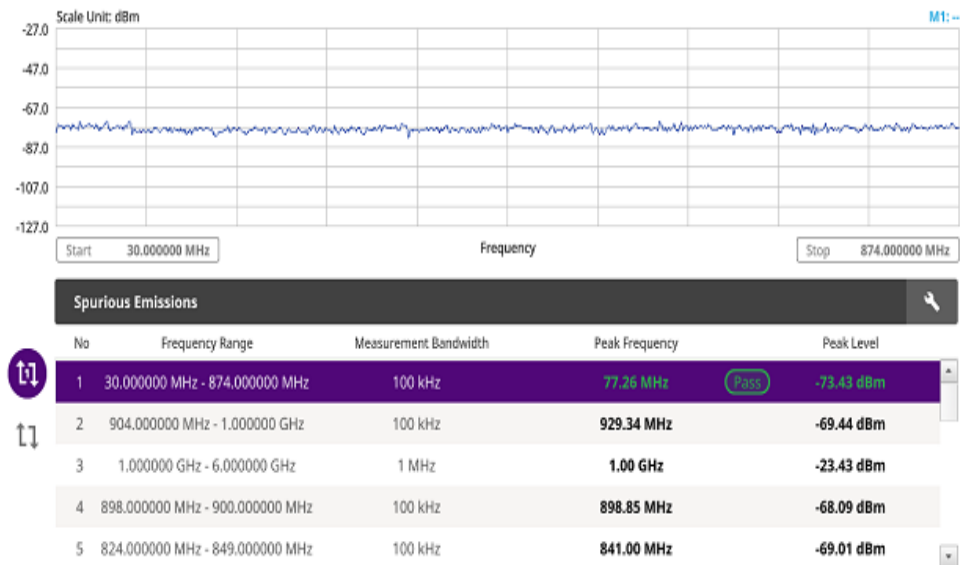 Scale Unit: dBm M1: --
-27.0
-47.0
-67.0
-87.0
-107.0
-127.0
Start 30.000000 MHz Frequency Stop 874.000000 MHz
Spurious Emissions
No Frequency Range Measurement Bandwidth Peak Frequency Peak Level
1 30.000000 MHz - 874.000000 MHz 100 kHz 77.26 MHz Pass -73.43 dBm
2 904.000000 MHz - 1.000000 GHz 100 kHz 929.34 MHz -69.44 dBm
3 1.000000 GHz - 6.000000 GHz 1 MHz 1.00 GHz -23.43 dBm
4 898.000000 MHz - 900.000000 MHz 100 kHz 898.85 MHz -68.09 dBm
5 824.000000 MHz - 849.000000 MHz 100 kHz 841.00 MHz -69.01 dBm